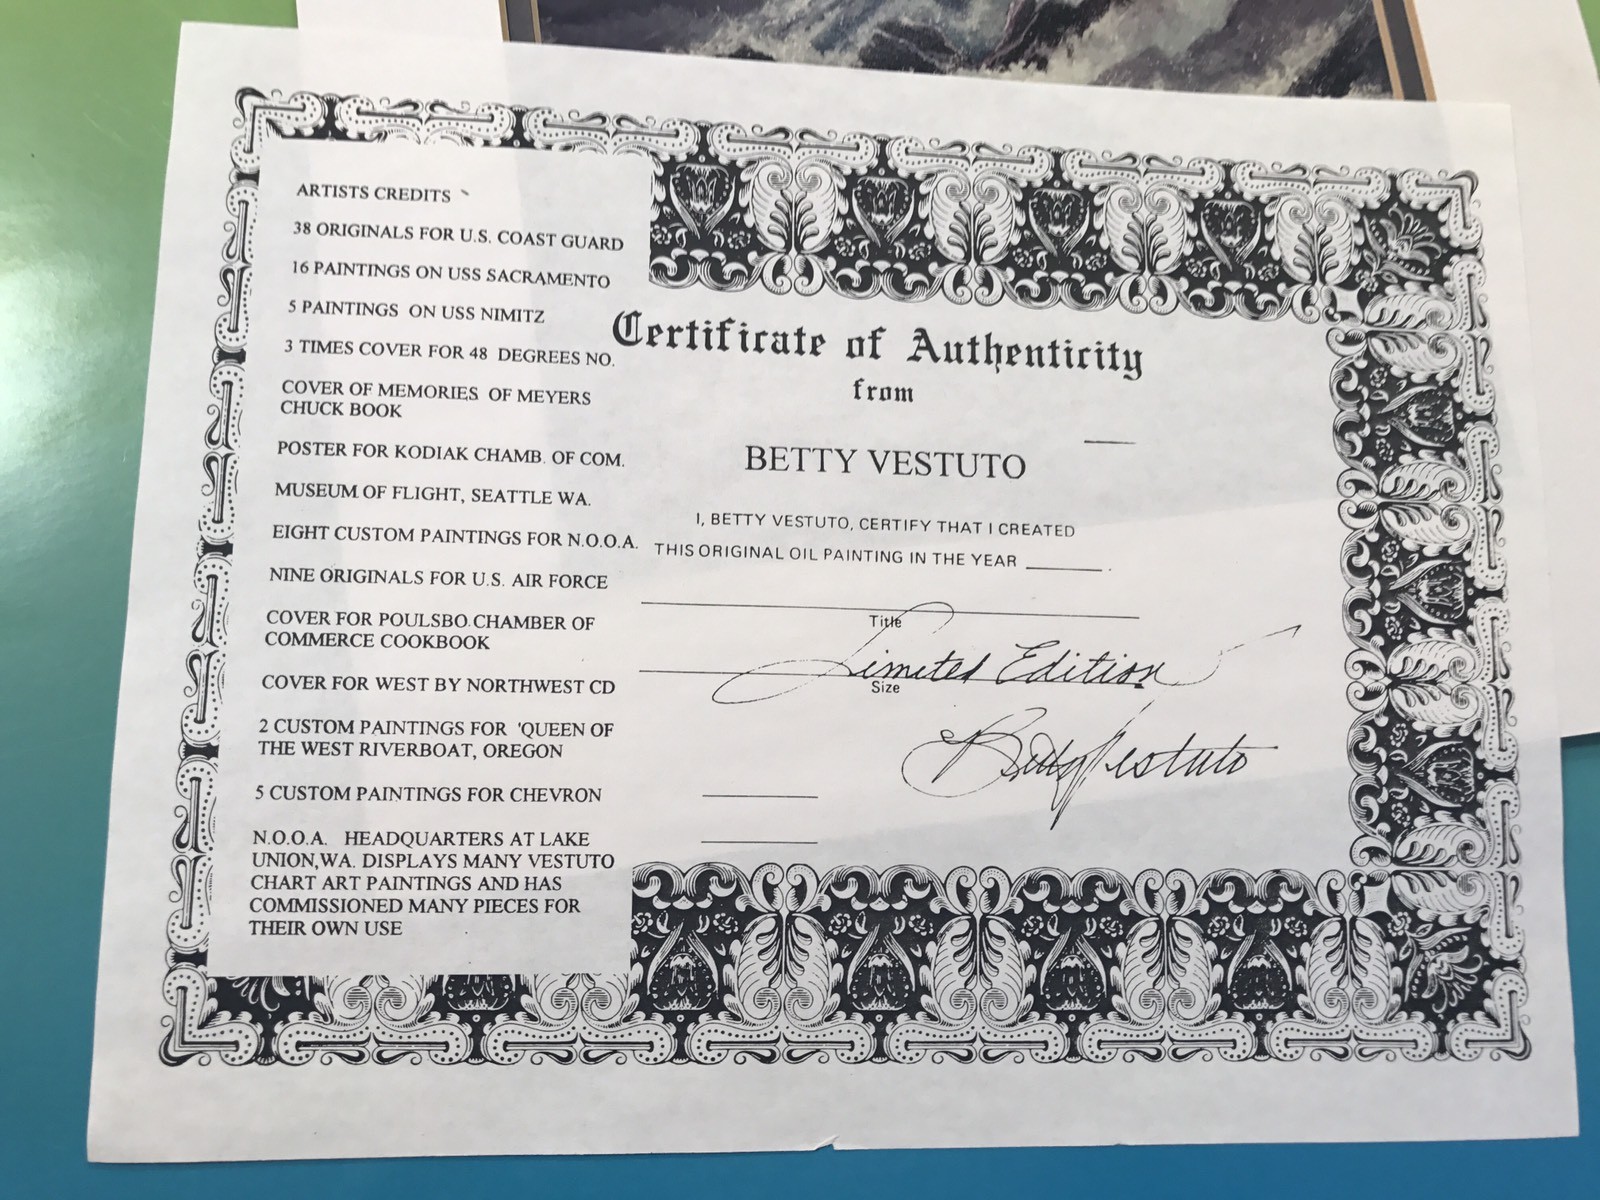 ARTISTS CREDITS
38 ORIGINALS FOR U.S. COAST GUARD
16 PAINTINGS ON USS SACRAMENTO
5 PAINTINGS ON USS NIMITZ
3 TIMES COVER FOR 48 DEGREES NO.
COVER OF MEMORIES OF MEYERS
CHUCK BOOK
POSTER FOR KODIAK CHAMB. OF COM.
MUSEUM OF FLIGHT, SEATTLE WA.
EIGHT CUSTOM PAINTINGS FOR N.O.O.A.
NINE ORIGINALS FOR U.S. AIR FORCE
COVER FOR POULSBO CHAMBER OF
COMMERCE COOKBOOK
COVER FOR WEST BY NORTHWEST CD
2 CUSTOM PAINTINGS FOR 'QUEEN OF
THE WEST RIVERBOAT, OREGON
5 CUSTOM PAINTINGS FOR CHEVRON
N.O.O.A. HEADQUARTERS AT LAKE
UNION,WA. DISPLAYS MANY VESTUTO
CHART ART PAINTINGS AND HAS
COMMISSIONED MANY PIECES FOR
THEIR OWN USE
Certificate of Authenticity
from
BETTY VESTUTO
I, BETTY VESTUTO, CERTIFY THAT I CREATED
THIS ORIGINAL OIL PAINTING IN THE YEAR ________ .
Title
Limited Edition
Size
Betty Vestuto